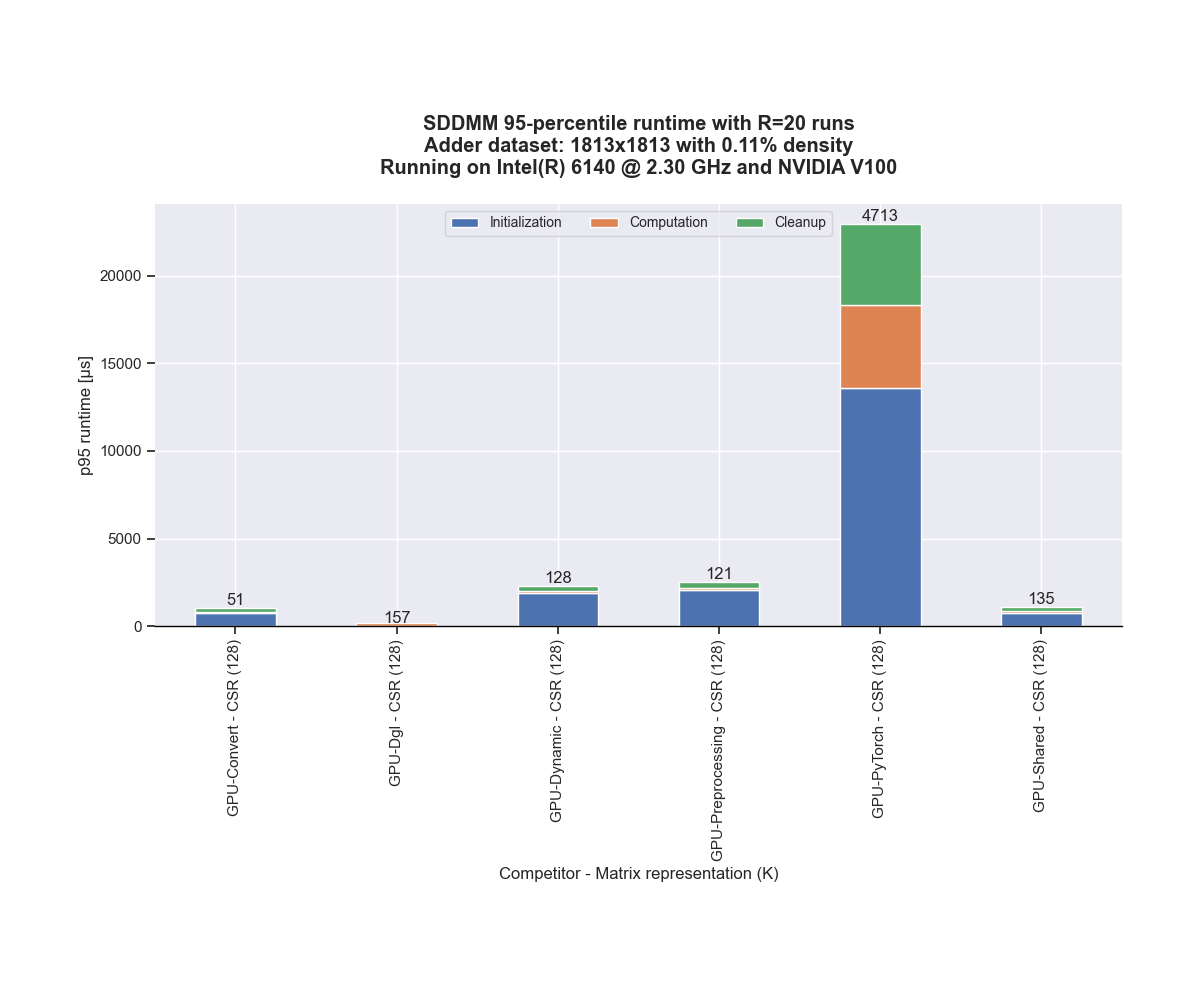 SDDMM 95-percentile runtime with R=20 runs
Adder dataset: 1813x1813 with 0.11% density
Running on Intel(R) 6140 @ 2.30 GHz and NVIDIA V100
Initialization Computation Cleanup
4713
20000
15000
10000
5000
0
p95 runtime [µs]
51
157
128
121
135
GPU-Convert - CSR (128)
GPU-Dgl - CSR (128)
GPU-Dynamic - CSR (128)
GPU-Preprocessing - CSR (128)
GPU-PyTorch - CSR (128)
GPU-Shared - CSR (128)
Competitor - Matrix representation (K)